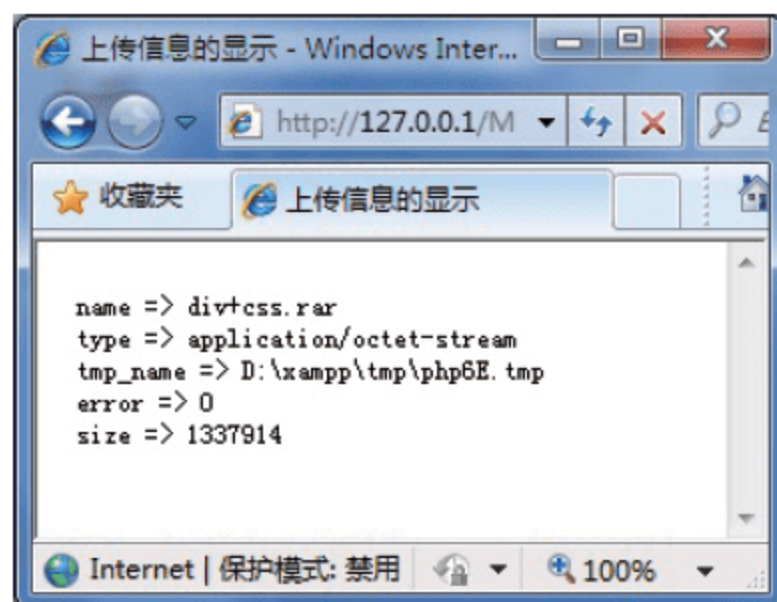 上传信息的显示 - Windows Inter...
http://127.0.0.1/M
收藏夹
上传信息的显示
name => div+css.rar
type => application/octet-stream
tmp_name => D:\xampp\tmp\php6E.tmp
error => 0
size => 1337914
Internet | 保护模式: 禁用
100%